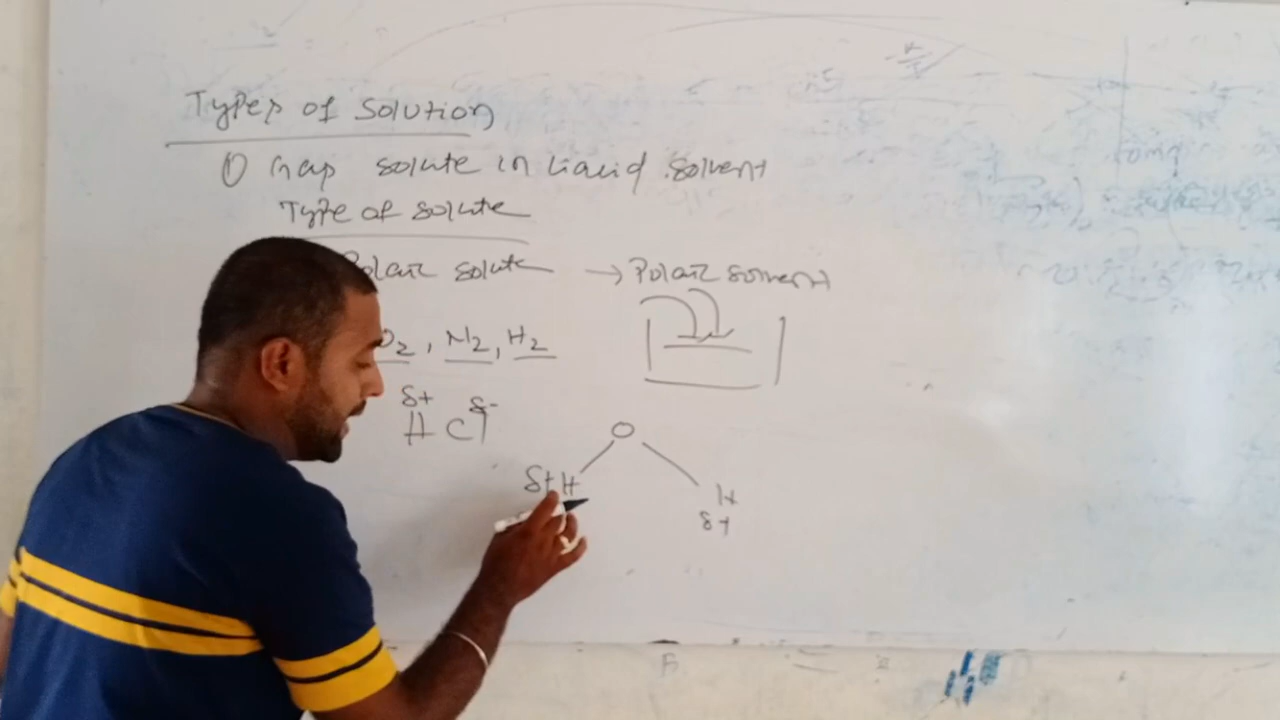 Types of Solution
① Gas solute in Liquid solvent
Type of solute
Polar solute → Polar solvent
O2, N2, H2
δ+ δ-
H Cl
O
δ+ H H
δ+